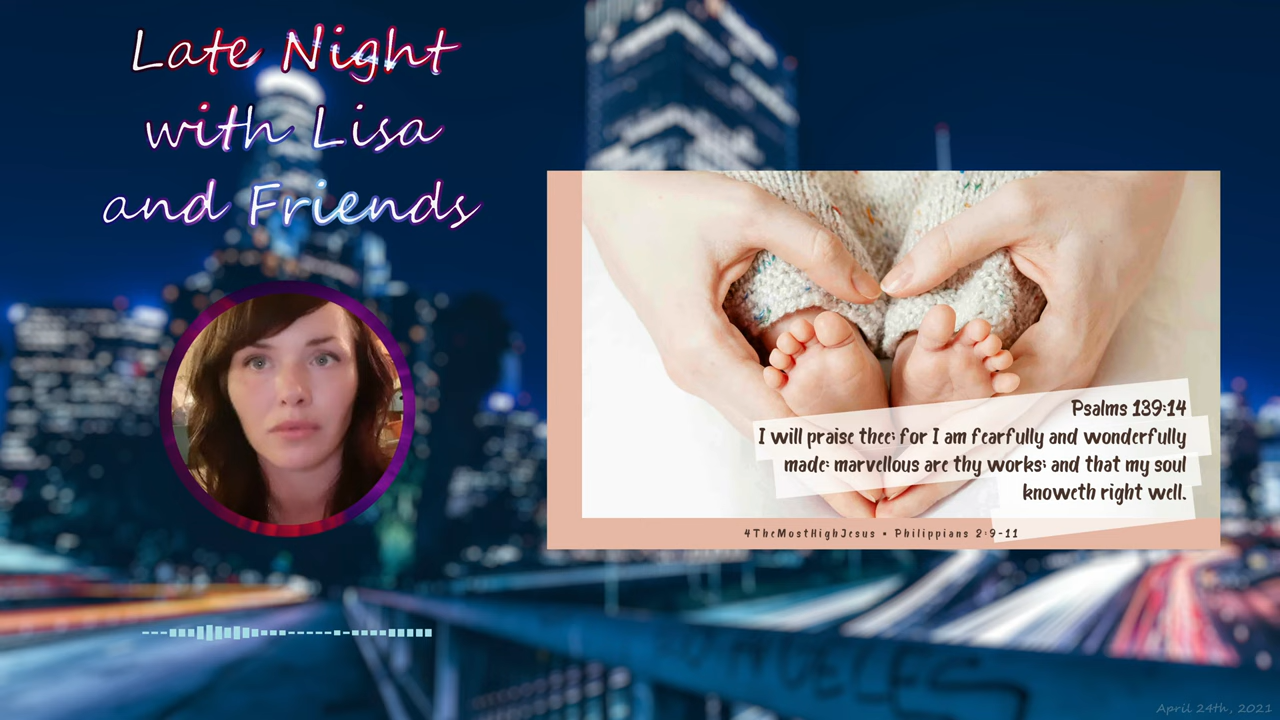 Late Night
with Lisa
and Friends
Psalms 139:14
I will praise thee; for I am fearfully and wonderfully
made: marvellous are thy works; and that my soul
knoweth right well.
4TheMostHighJesus • Philippians 2:9-11
ANGELES
April 24th, 2021